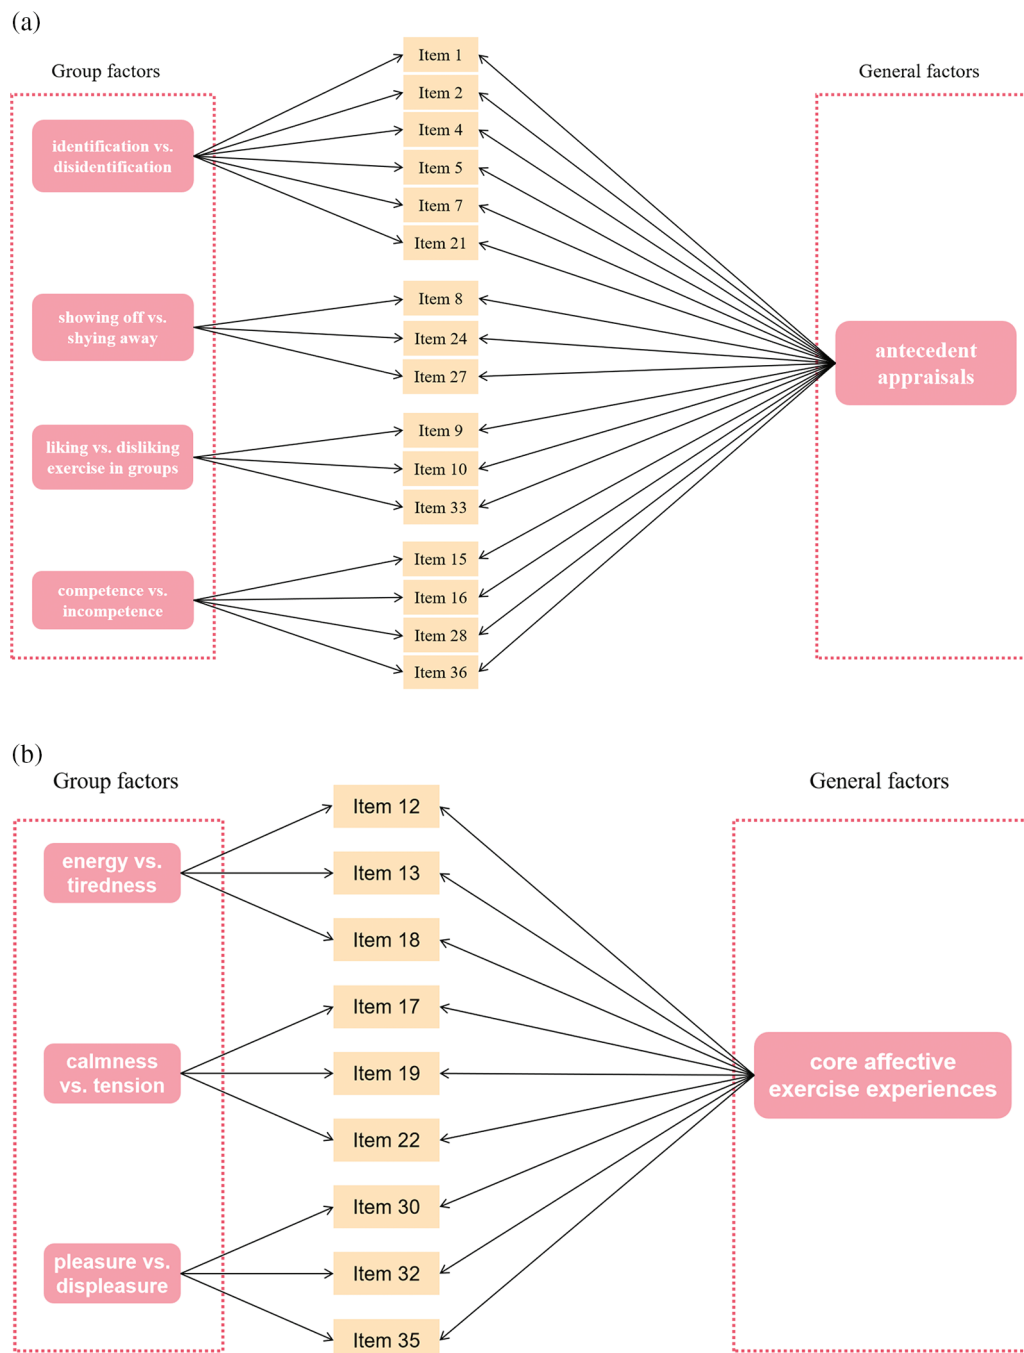 (a)
Group factors
General factors
identification vs.
disidentification
showing off vs.
shying away
liking vs. disliking
exercise in groups
competence vs.
incompetence
Item 1
Item 2
Item 4
Item 5
Item 7
Item 21
Item 8
Item 24
Item 27
Item 9
Item 10
Item 33
Item 15
Item 16
Item 28
Item 36
antecedent
appraisals
(b)
Group factors
General factors
energy vs.
tiredness
calmness
vs. tension
pleasure vs.
displeasure
Item 12
Item 13
Item 18
Item 17
Item 19
Item 22
Item 30
Item 32
Item 35
core affective
exercise experiences